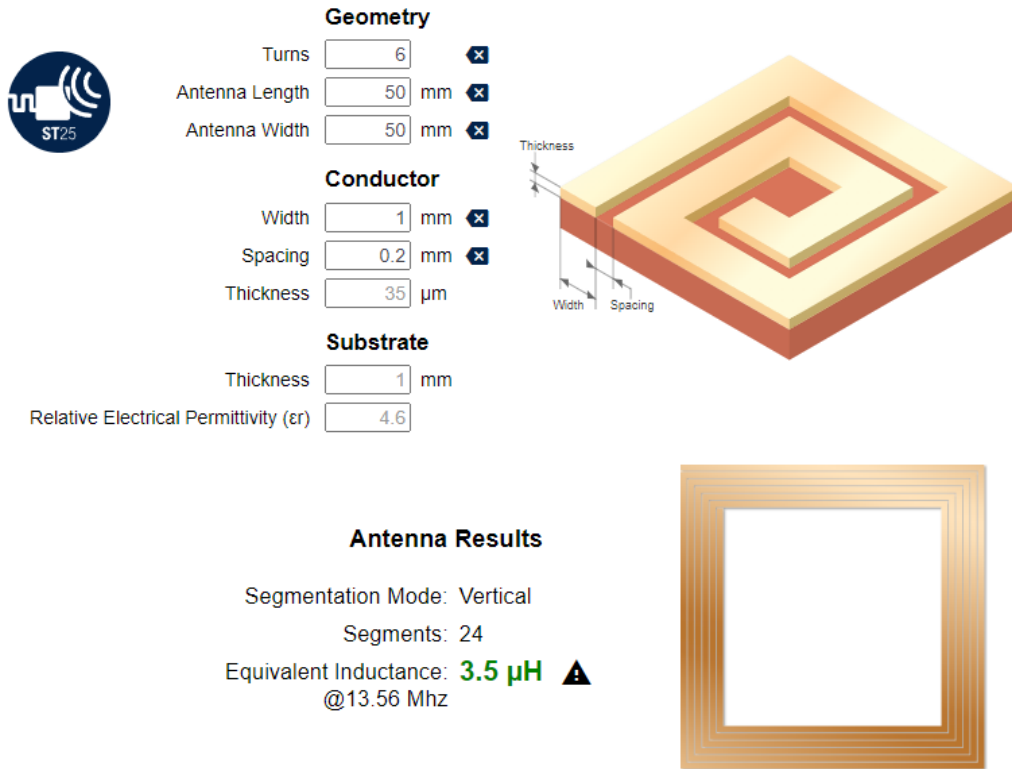 Geometry
Turns 6
Antenna Length 50 mm
Antenna Width 50 mm
ST25
Conductor
Width 1 mm
Spacing 0.2 mm
Thickness 35 μm
Substrate
Thickness 1 mm
Relative Electrical Permittivity (εr) 4.6
Thickness
Width Spacing
Antenna Results
Segmentation Mode: Vertical
Segments: 24
Equivalent Inductance: 3.5 μH
@13.56 Mhz